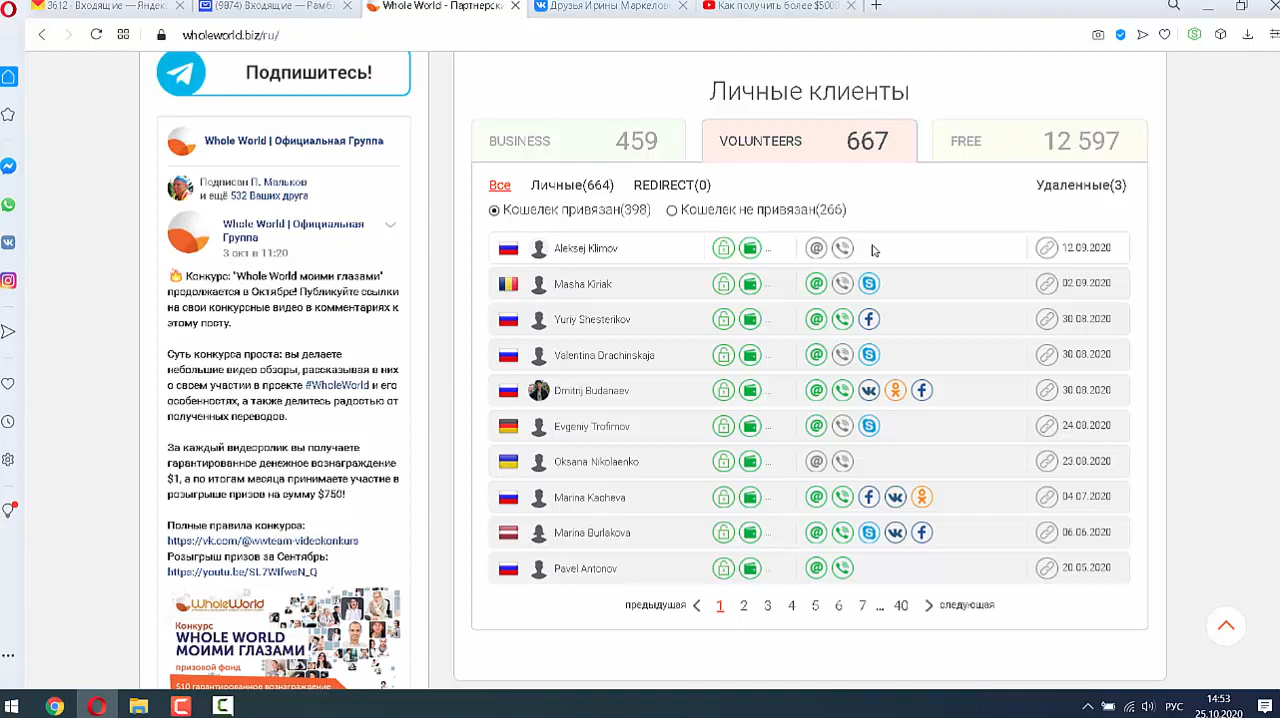 3612 · Входящие — Яндекс.
(9874) Входящие — Рамбл
Whole World - Партнерска
Друзья Ирины Маркелов
Как получить более $5000
wholeworld.biz/ru/
Подпишитесь!
Whole World | Официальная Группа
Подписан П. Мальков
и ещё 532 Ваших друга
Whole World | Официальная
Группа
3 окт в 11:20
Конкурс: "Whole World моими глазами"
продолжается в Октябре! Публикуйте ссылки
на свои конкурсные видео в комментариях к
этому посту.
Суть конкурса проста: вы делаете
небольшие видео обзоры, рассказывая в них
о своем участии в проекте #WholeWorld и его
особенностях, а также делитесь радостью от
полученных переводов.
За каждый видеоролик вы получаете
гарантированное денежное вознаграждение
$1, а по итогам месяца принимаете участие в
розыгрыше призов на сумму $750!
Полные правила конкурса:
https://vk.com/@wwteam-videokonkurs
Розыгрыш призов за Сентябрь:
https://youtu.be/SL7WIfwsN_Q
WholeWorld
Конкурс
WHOLE WORLD
МОИМИ ГЛАЗАМИ!
призовой фонд
$10 гарантированное вознаграждение
Личные клиенты
BUSINESS 459
VOLUNTEERS 667
FREE 12 597
Все Личные(664) REDIRECT(0) Удаленные(3)
Кошелек привязан(398) Кошелек не привязан(266)
Aleksej Klimov ... 12.09.2020
Masha Kiriak ... 02.09.2020
Yuriy Shesterikov ... 30.08.2020
Valentina Drachinskaja ... 30.08.2020
Dmitrij Budanaev ... 30.08.2020
Evgeniy Trofimov ... 24.08.2020
Oksana Nikolaenko ... 23.08.2020
Marina Kacheva ... 04.07.2020
Marina Burlakova ... 06.06.2020
Pavel Antonov ... 20.05.2020
предыдущая 1 2 3 4 5 6 7 ... 40 следующая
РУС
14:53
25.10.2020